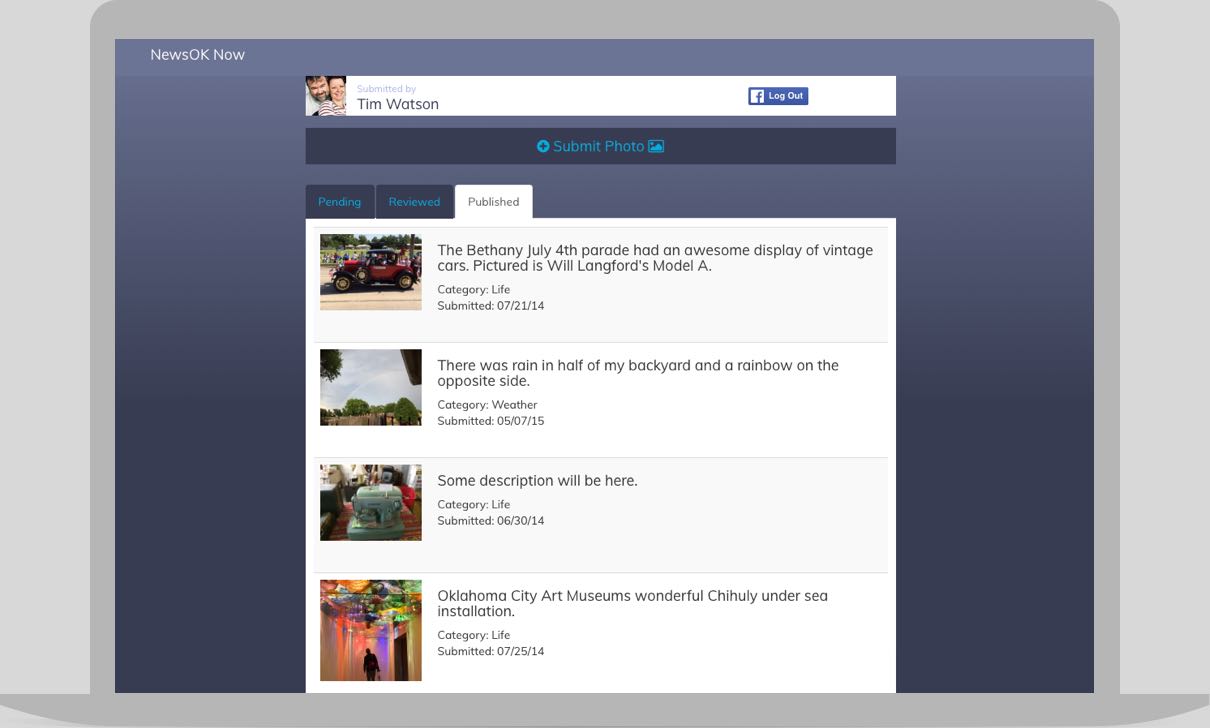 NewsOK Now
Submitted by
Tim Watson
Log Out
Submit Photo
Pending
Reviewed
Published
The Bethany July 4th parade had an awesome display of vintage
cars. Pictured is Will Langford's Model A.
Category: Life
Submitted: 07/21/14
There was rain in half of my backyard and a rainbow on the
opposite side.
Category: Weather
Submitted: 05/07/15
Some description will be here.
Category: Life
Submitted: 06/30/14
Oklahoma City Art Museums wonderful Chihuly under sea
installation.
Category: Life
Submitted: 07/25/14